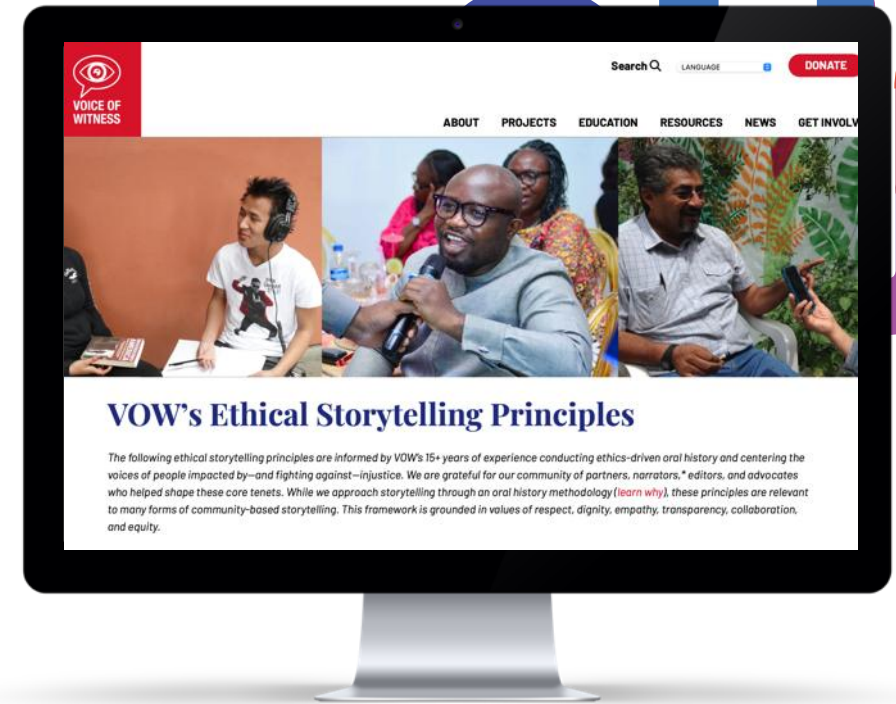 Search
LANGUAGE
DONATE
VOICE OF
WITNESS
ABOUT PROJECTS EDUCATION RESOURCES NEWS GET INVOLV
VOW's Ethical Storytelling Principles
The following ethical storytelling principles are informed by VOW's 15+ years of experience conducting ethics-driven oral history and centering the
voices of people impacted by—and fighting against—injustice. We are grateful for our community of partners, narrators,* editors, and advocates
who helped shape these core tenets. While we approach storytelling through an oral history methodology (learn why), these principles are relevant
to many forms of community-based storytelling. This framework is grounded in values of respect, dignity, empathy, transparency, collaboration,
and equity.